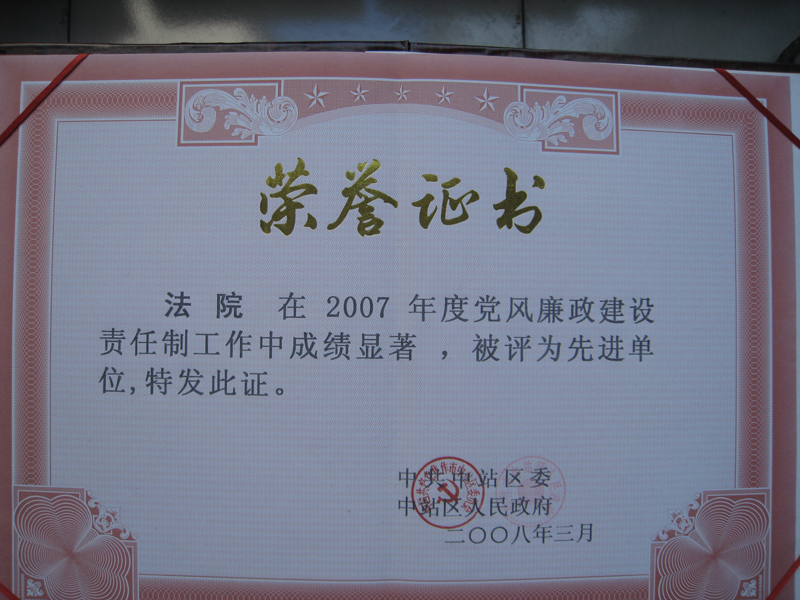 荣誉证书
法院 在 2007 年度党风廉政建设
责任制工作中成绩显著 ，被评为先进单
位,特发此证。
中共中站区委
中站区人民政府
二〇〇八年三月